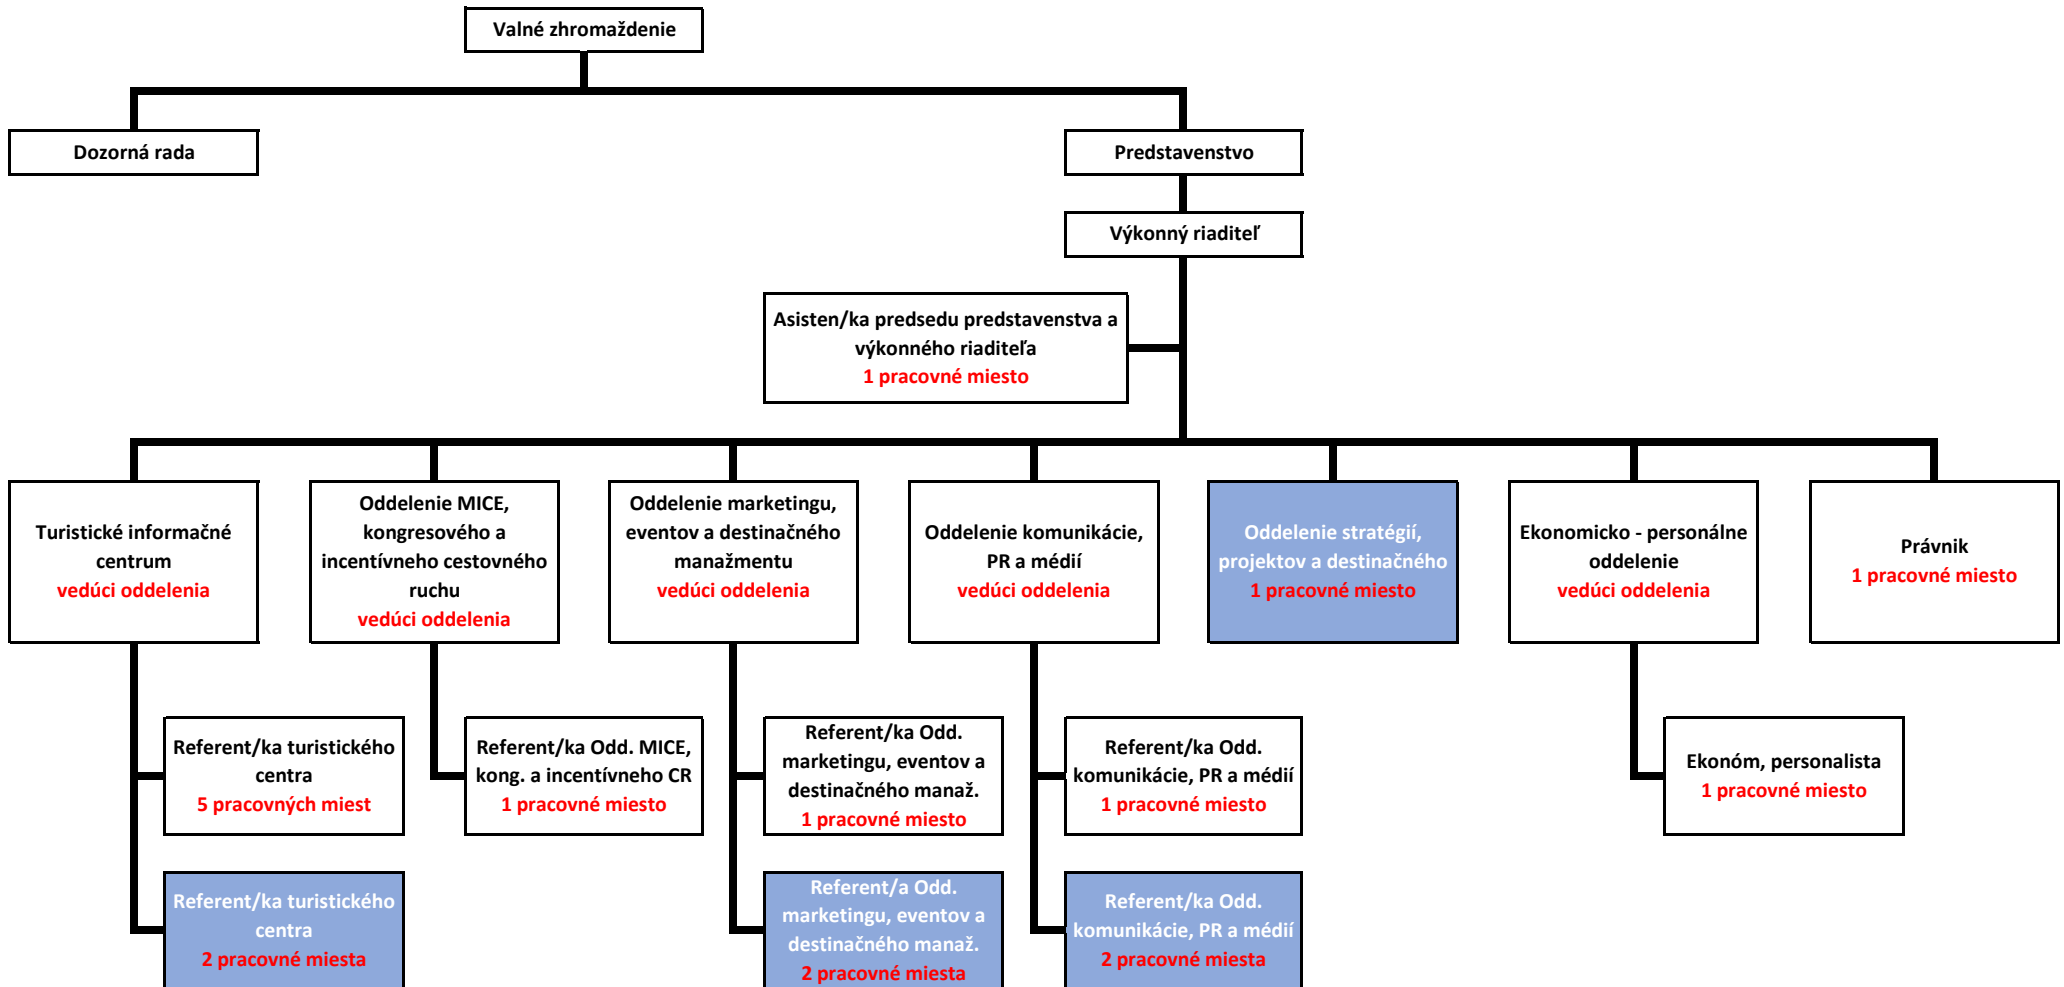 Valné zhromaždenie
Dozorná rada
Predstavenstvo
Výkonný riaditeľ
Asisten/ka predsedu predstavenstva a
výkonného riaditeľa
1 pracovné miesto
Turistické informačné
centrum
vedúci oddelenia
Oddelenie MICE,
kongresového a
incentívneho cestovného
ruchu
vedúci oddelenia
Oddelenie marketingu,
eventov a destinačného
manažmentu
vedúci oddelenia
Oddelenie komunikácie,
PR a médií
vedúci oddelenia
Oddelenie stratégií,
projektov a destinačného
1 pracovné miesto
Ekonomicko - personálne
oddelenie
vedúci oddelenia
Právnik
1 pracovné miesto
Referent/ka turistického
centra
5 pracovných miest
Referent/ka Odd. MICE,
kong. a incentívneho CR
1 pracovné miesto
Referent/ka Odd.
marketingu, eventov a
destinačného manaž.
1 pracovné miesto
Referent/ka Odd.
komunikácie, PR a médií
1 pracovné miesto
Ekonóm, personalista
1 pracovné miesto
Referent/ka turistického
centra
2 pracovné miesta
Referent/a Odd.
marketingu, eventov a
destinačného manaž.
2 pracovné miesta
Referent/ka Odd.
komunikácie, PR a médií
2 pracovné miesta